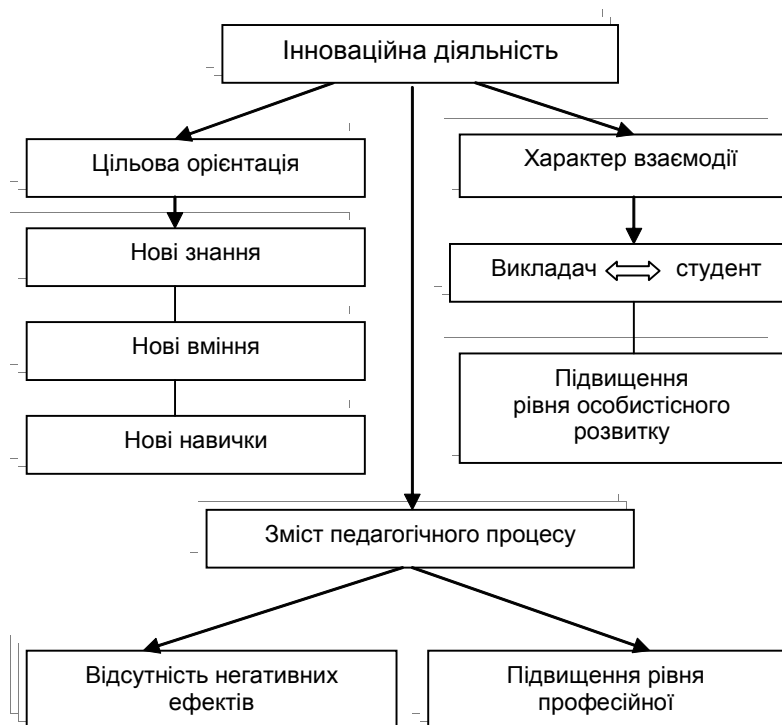 Інноваційна діяльність
Цільова орієнтація
Характер взаємодії
Нові знання
Викладач студент
Нові вміння
Підвищення
рівня особистісного
розвитку
Нові навички
Зміст педагогічного процесу
Відсутність негативних
ефектів
Підвищення рівня
професійної